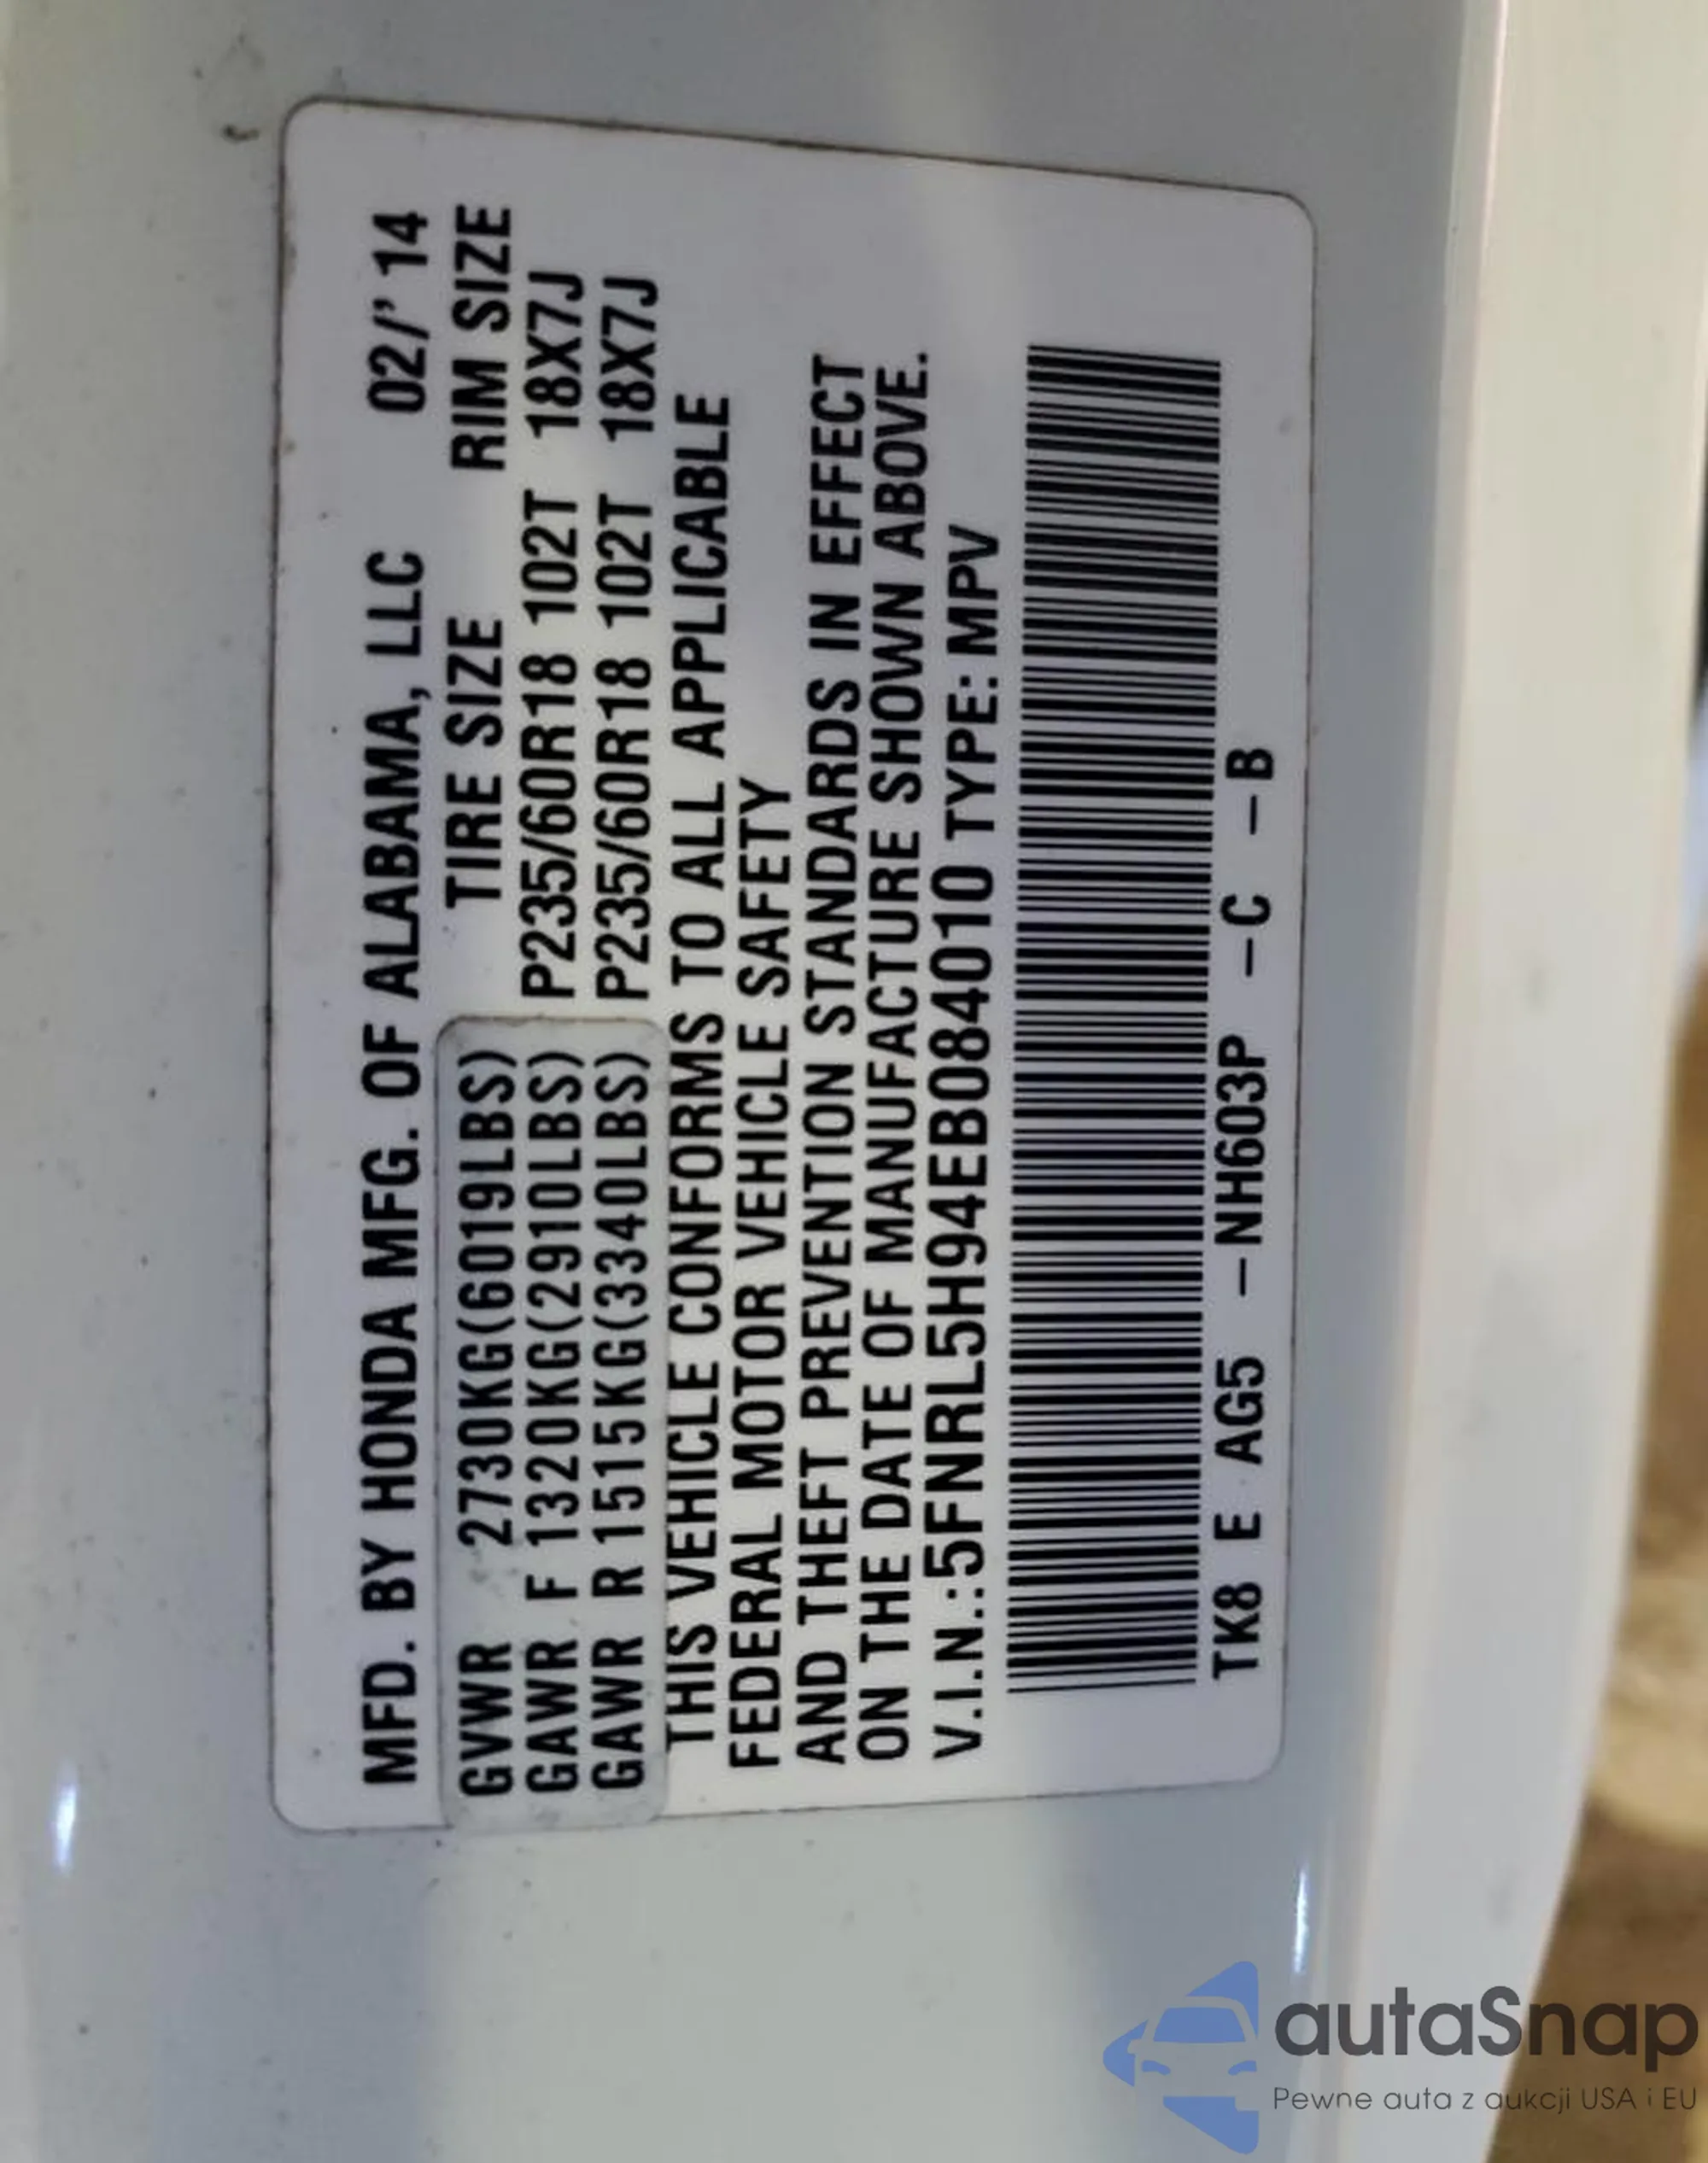 MFD. BY HONDA MFG. OF ALABAMA, LLC 02/'14
TIRE SIZE RIM SIZE
GVWR 2730KG(6019LBS)
GAWR F 1320KG(2910LBS) P235/60R18 102T 18X7J
GAWR R 1515KG(3340LBS) P235/60R18 102T 18X7J
THIS VEHICLE CONFORMS TO ALL APPLICABLE
FEDERAL MOTOR VEHICLE SAFETY
AND THEFT PREVENTION STANDARDS IN EFFECT
ON THE DATE OF MANUFACTURE SHOWN ABOVE.
V.I.N.:5FNRL5H94EB084010 TYPE: MPV
TK8 E AG5 -NH603P -C -B
autaSnap
Pewne auta z aukcji USA i EU